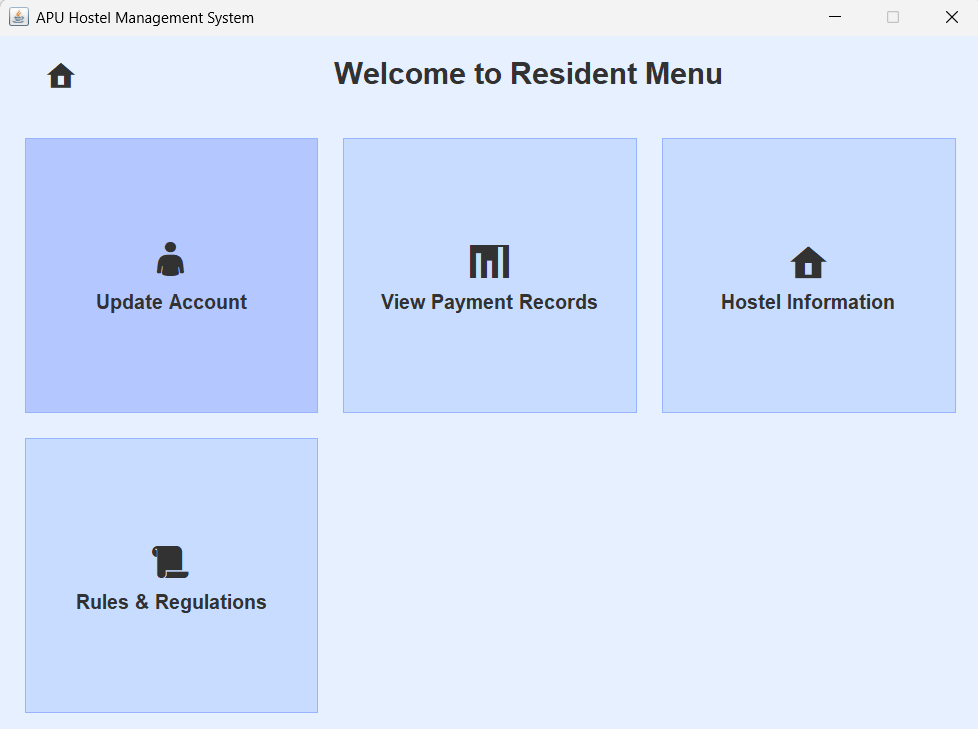 APU Hostel Management System
Welcome to Resident Menu
Update Account
View Payment Records
Hostel Information
Rules & Regulations